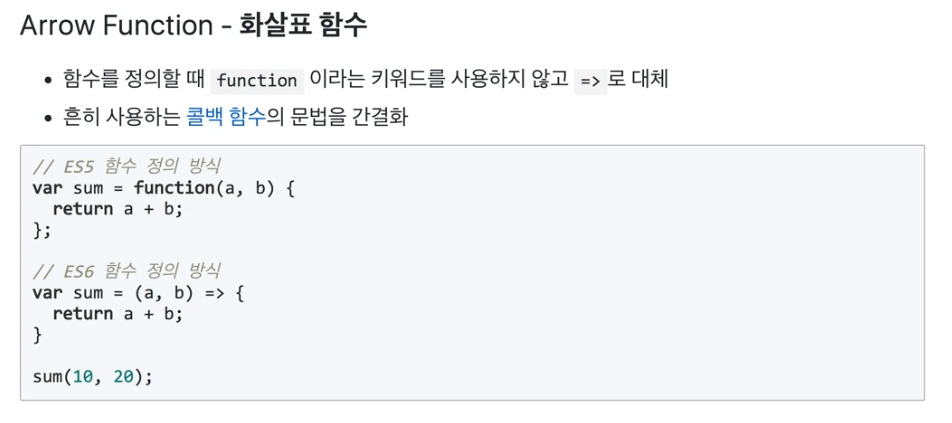 Arrow Function - 화살표 함수
함수를 정의할 때 function 이라는 키워드를 사용하지 않고 => 로 대체
흔히 사용하는 콜백 함수의 문법을 간결화
// ES5 함수 정의 방식
var sum = function(a, b) {
  return a + b;
};
// ES6 함수 정의 방식
var sum = (a, b) => {
  return a + b;
}
sum(10, 20);